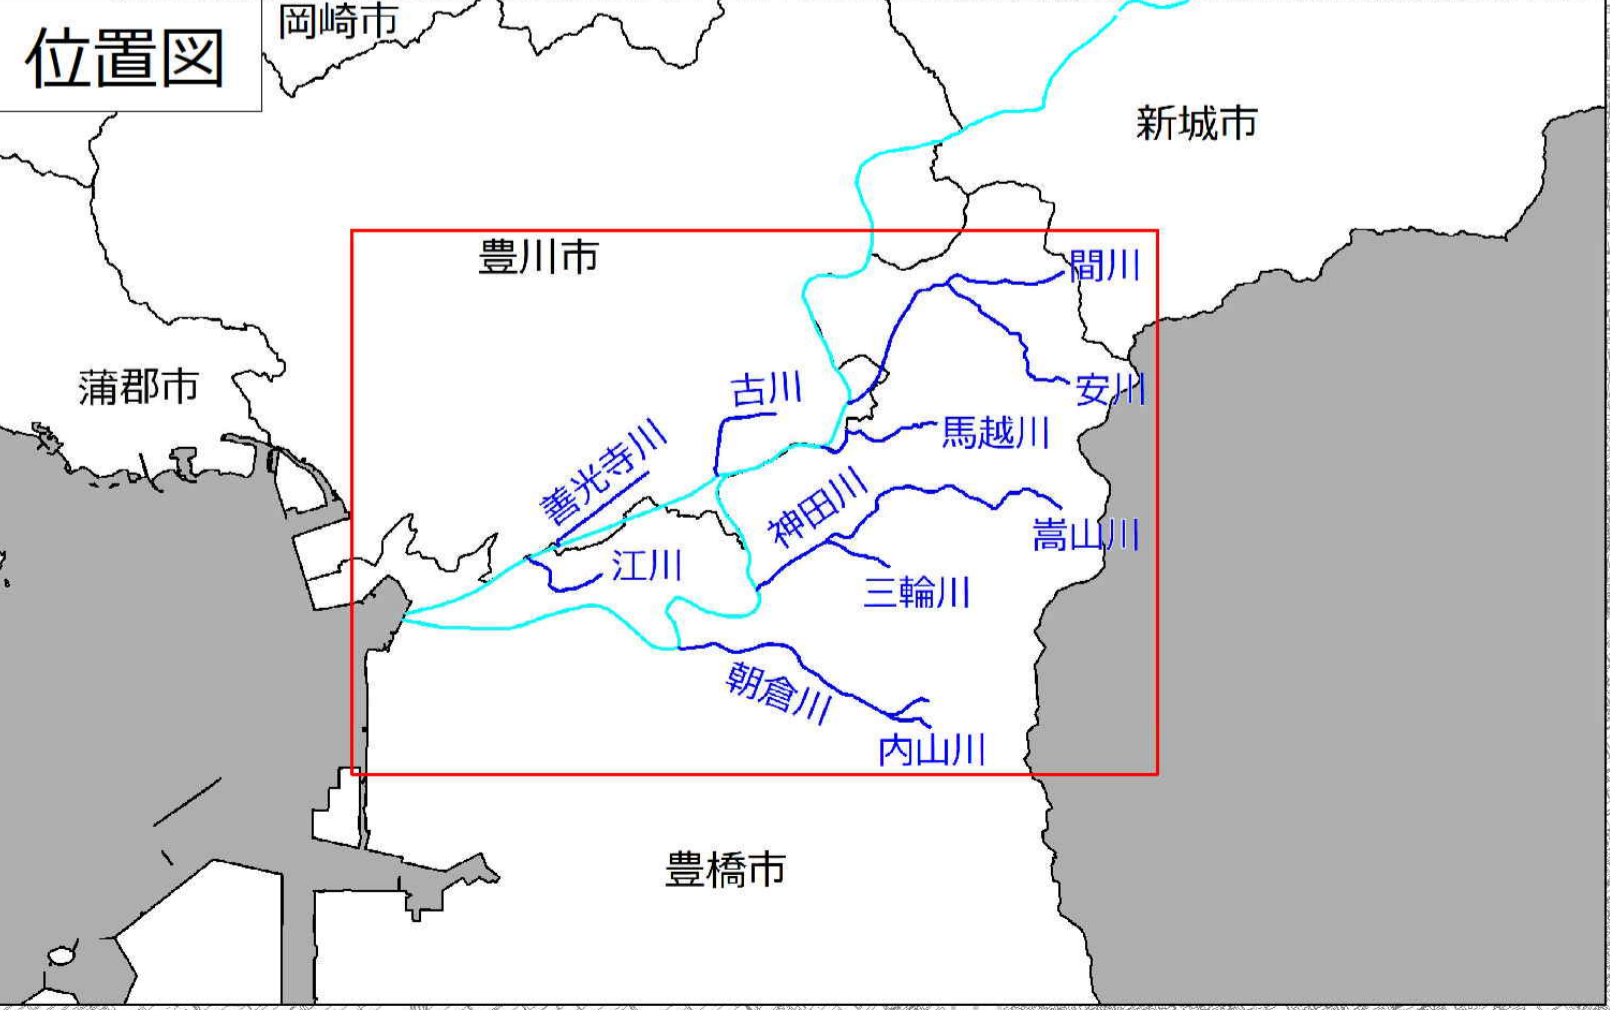 岡崎市
位置図
新城市
豊川市
間川
蒲郡市
古川
安川
馬越川
善光寺川
神田川
嵩山川
江川
三輪川
朝倉川
内山川
豊橋市